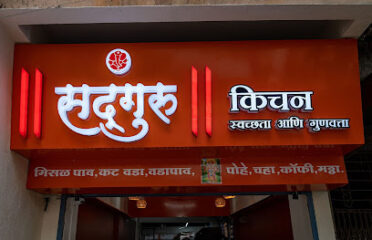 || सद्गुरु ||
किचन
स्वच्छता आणि गुणवत्ता
मिसळ पाव, कट वडा, वडापाव, पोहे, चहा, कॉफी, मठ्ठा.